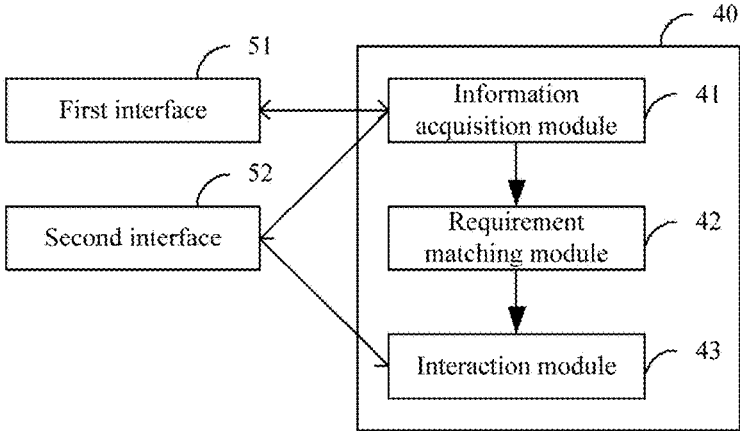 40
51
First interface
Information
acquisition module
41
52
Second interface
Requirement
matching module
42
Interaction module
43